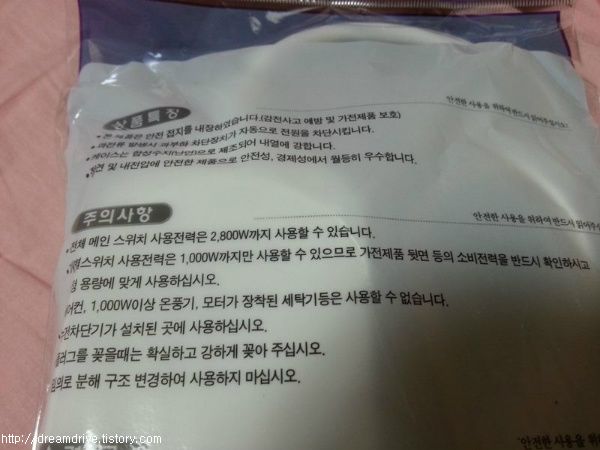 상품특징
안전한 사용을 위하여 반드시 읽어주십시오!
• 본 제품은 안전 접지를 내장하였습니다.(감전사고 예방 및 가전제품 보호)
• 과전류 발생시 과부하 차단장치가 자동으로 전원을 차단시킵니다.
케이스는 합성수지(난연)으로 제조되어 내열에 강합니다.
및 내전압에 안전한 제품으로 안전성, 경제성에서 월등히 우수합니다.
주의사항
안전한 사용을 위하여 반드시 읽어주
전체 메인 스위치 사용전력은 2,800W까지 사용할 수 있습니다.
스위치 사용전력은 1,000W까지만 사용할 수 있으므로 가전제품 뒷면 등의 소비전력을 반드시 확인하시고
용량에 맞게 사용하십시오.
어컨, 1,000W이상 온풍기, 모터가 장착된 세탁기등은 사용할 수 없습니다.
전차단기가 설치된 곳에 사용하십시오.
러그를 꽂을때는 확실하고 강하게 꽂아 주십시오.
임의로 분해 구조 변경하여 사용하지 마십시오.
안전한 사용을 위
http://dreamdrive.tistory.com